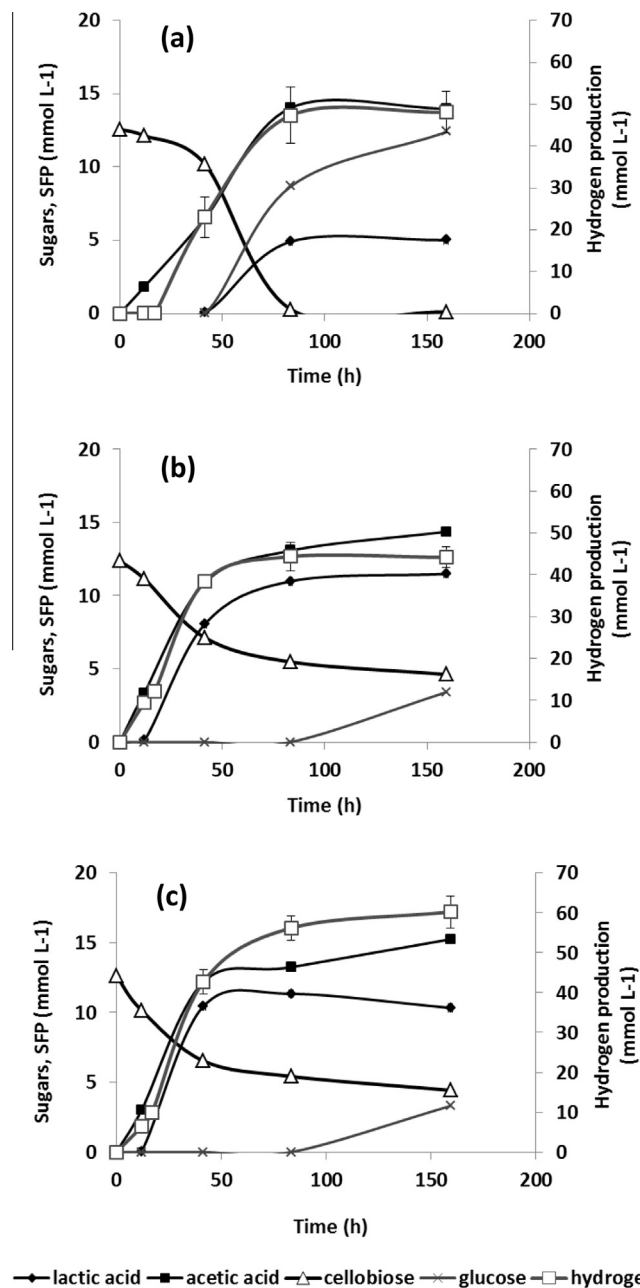 (a)
20
15
10
5
0
Sugars, SFP (mmol L-1)
70
60
50
40
30
20
10
0
Hydrogen production
(mmol L-1)
0 50 100 150 200
Time (h)
(b)
20
15
10
5
0
Sugars, SFP (mmol L-1)
70
60
50
40
30
20
10
0
Hydrogen production
(mmol L-1)
0 50 100 150 200
Time (h)
(c)
20
15
10
5
0
Sugars, SFP (mmol L-1)
70
60
50
40
30
20
10
0
Hydrogen production
(mmol L-1)
0 50 100 150 200
Time (h)
lactic acid acetic acid cellobiose glucose hydroge